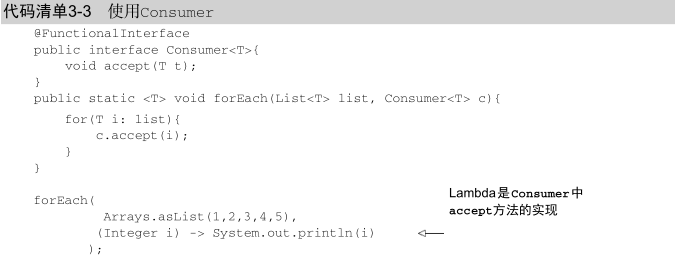 代码清单3-3 使用Consumer
@FunctionalInterface
public interface Consumer<T>{
    void accept(T t);
}
public static <T> void forEach(List<T> list, Consumer<T> c){
    for(T i: list){
        c.accept(i);
    }
}
forEach(
         Arrays.asList(1,2,3,4,5),
        (Integer i) -> System.out.println(i)
       );
Lambda是Consumer中
accept方法的实现